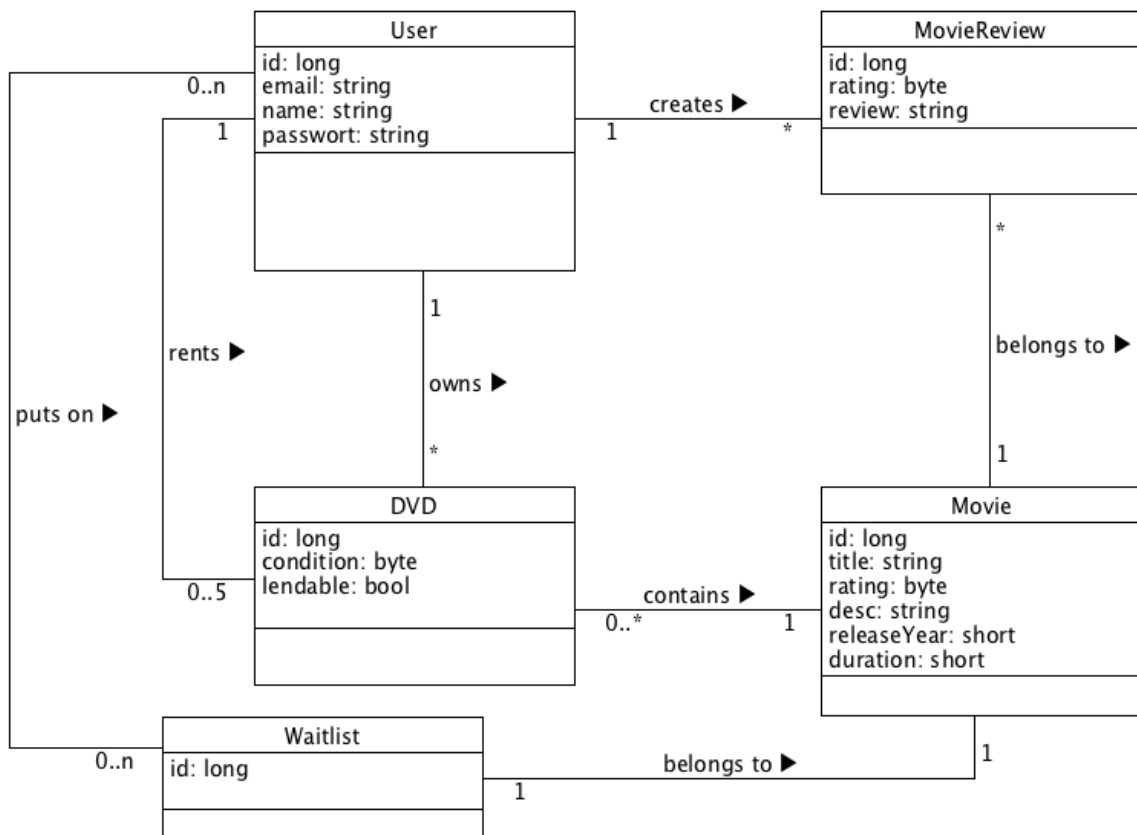 User
id: long
email: string
name: string
passwort: string
MovieReview
id: long
rating: byte
review: string
0..n
1
creates ▶
1
*
1
*
rents ▶
owns ▶
belongs to ▶
puts on ▶
*
1
DVD
id: long
condition: byte
lendable: bool
Movie
id: long
title: string
rating: byte
desc: string
releaseYear: short
duration: short
0..5
contains ▶
0..*
1
Waitlist
id: long
0..n
belongs to ▶
1
1